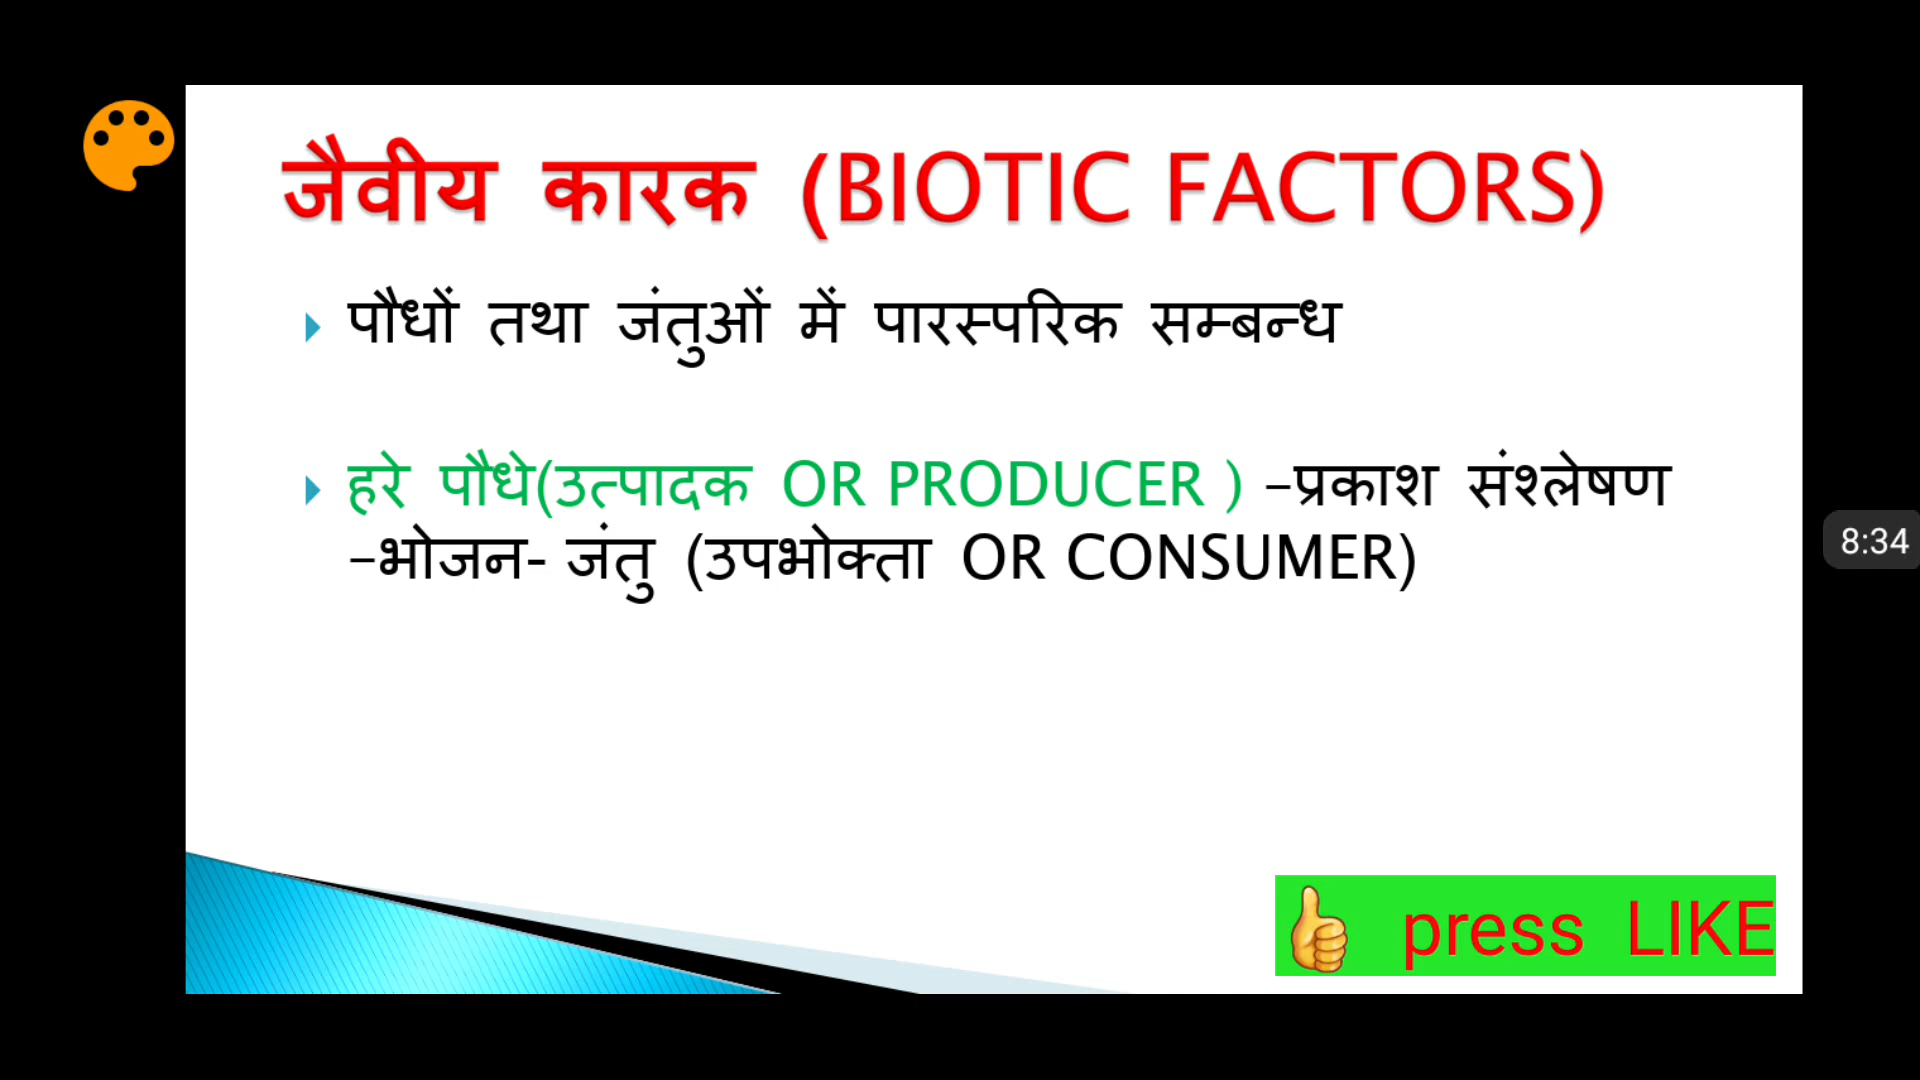 जैवीय कारक (BIOTIC FACTORS)
पौधों तथा जंतुओं में पारस्परिक सम्बन्ध
हरे पौधे(उत्पादक OR PRODUCER ) –प्रकाश संश्लेषण
–भोजन- जंतु (उपभोक्ता OR CONSUMER)
8:34
👍 press LIKE